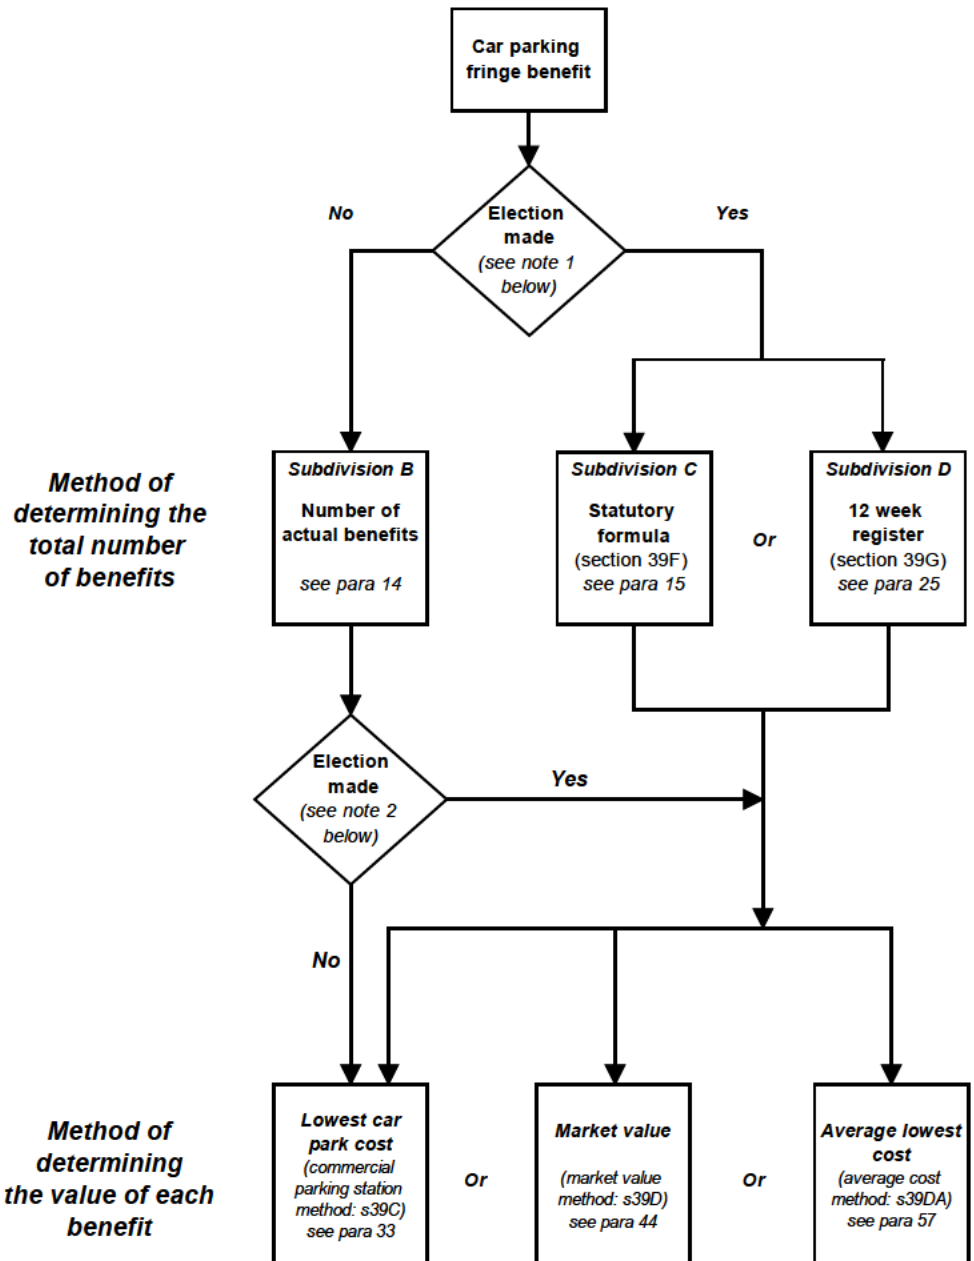 Car parking
fringe benefit
No
Election
made
(see note 1
below)
Yes
Method of
determining the
total number
of benefits
Subdivision B
Number of
actual benefits
see para 14
Subdivision C
Statutory
formula
(section 39F)
see para 15
Or
Subdivision D
12 week
register
(section 39G)
see para 25
Election
made
(see note 2
below)
Yes
No
Method of
determining
the value of each
benefit
Lowest car
park cost
(commercial
parking station
method: s39C)
see para 33
Or
Market value
(market value
method: s39D)
see para 44
Or
Average lowest
cost
(average cost
method: s39DA)
see para 57